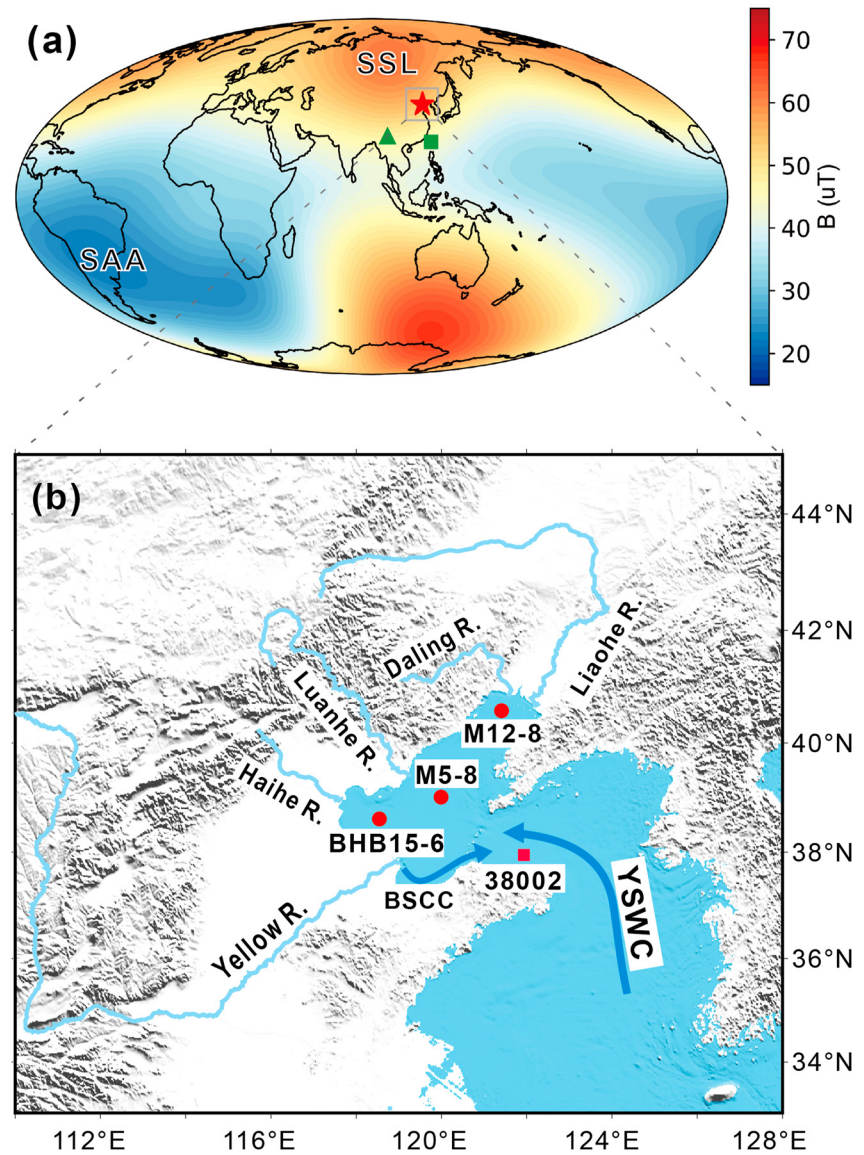 (a)
SSL
SAA
70
60
50
40
30
20
B (uT)
(b)
44°N
42°N
40°N
38°N
36°N
34°N
Daling R.
Liaohe R.
Luanhe R.
M12-8
M5-8
Haihe R.
BHB15-6
38002
BSCC
YSWC
Yellow R.
112°E
116°E
120°E
124°E
128°E